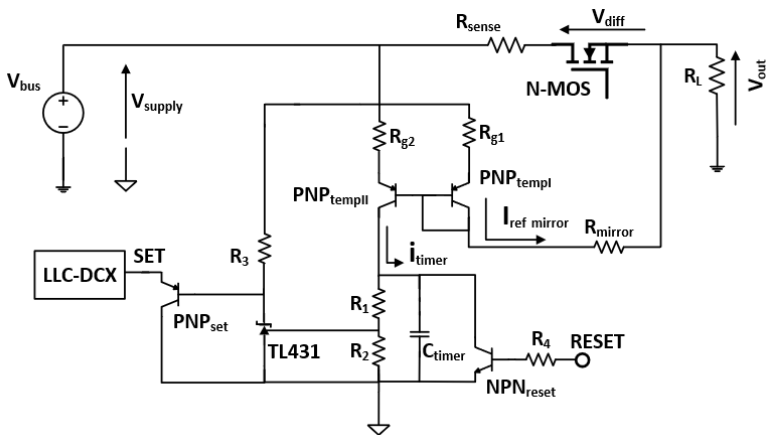 Rsense
Vdiff
Vbus
+
−
Vsupply
N-MOS
RL
Vout
Rg2
Rg1
PNPtempII
PNPtempI
Iref mirror
Rmirror
R3
itimer
LLC-DCX
SET
PNPset
TL431
R1
R2
Ctimer
R4
RESET
NPNreset